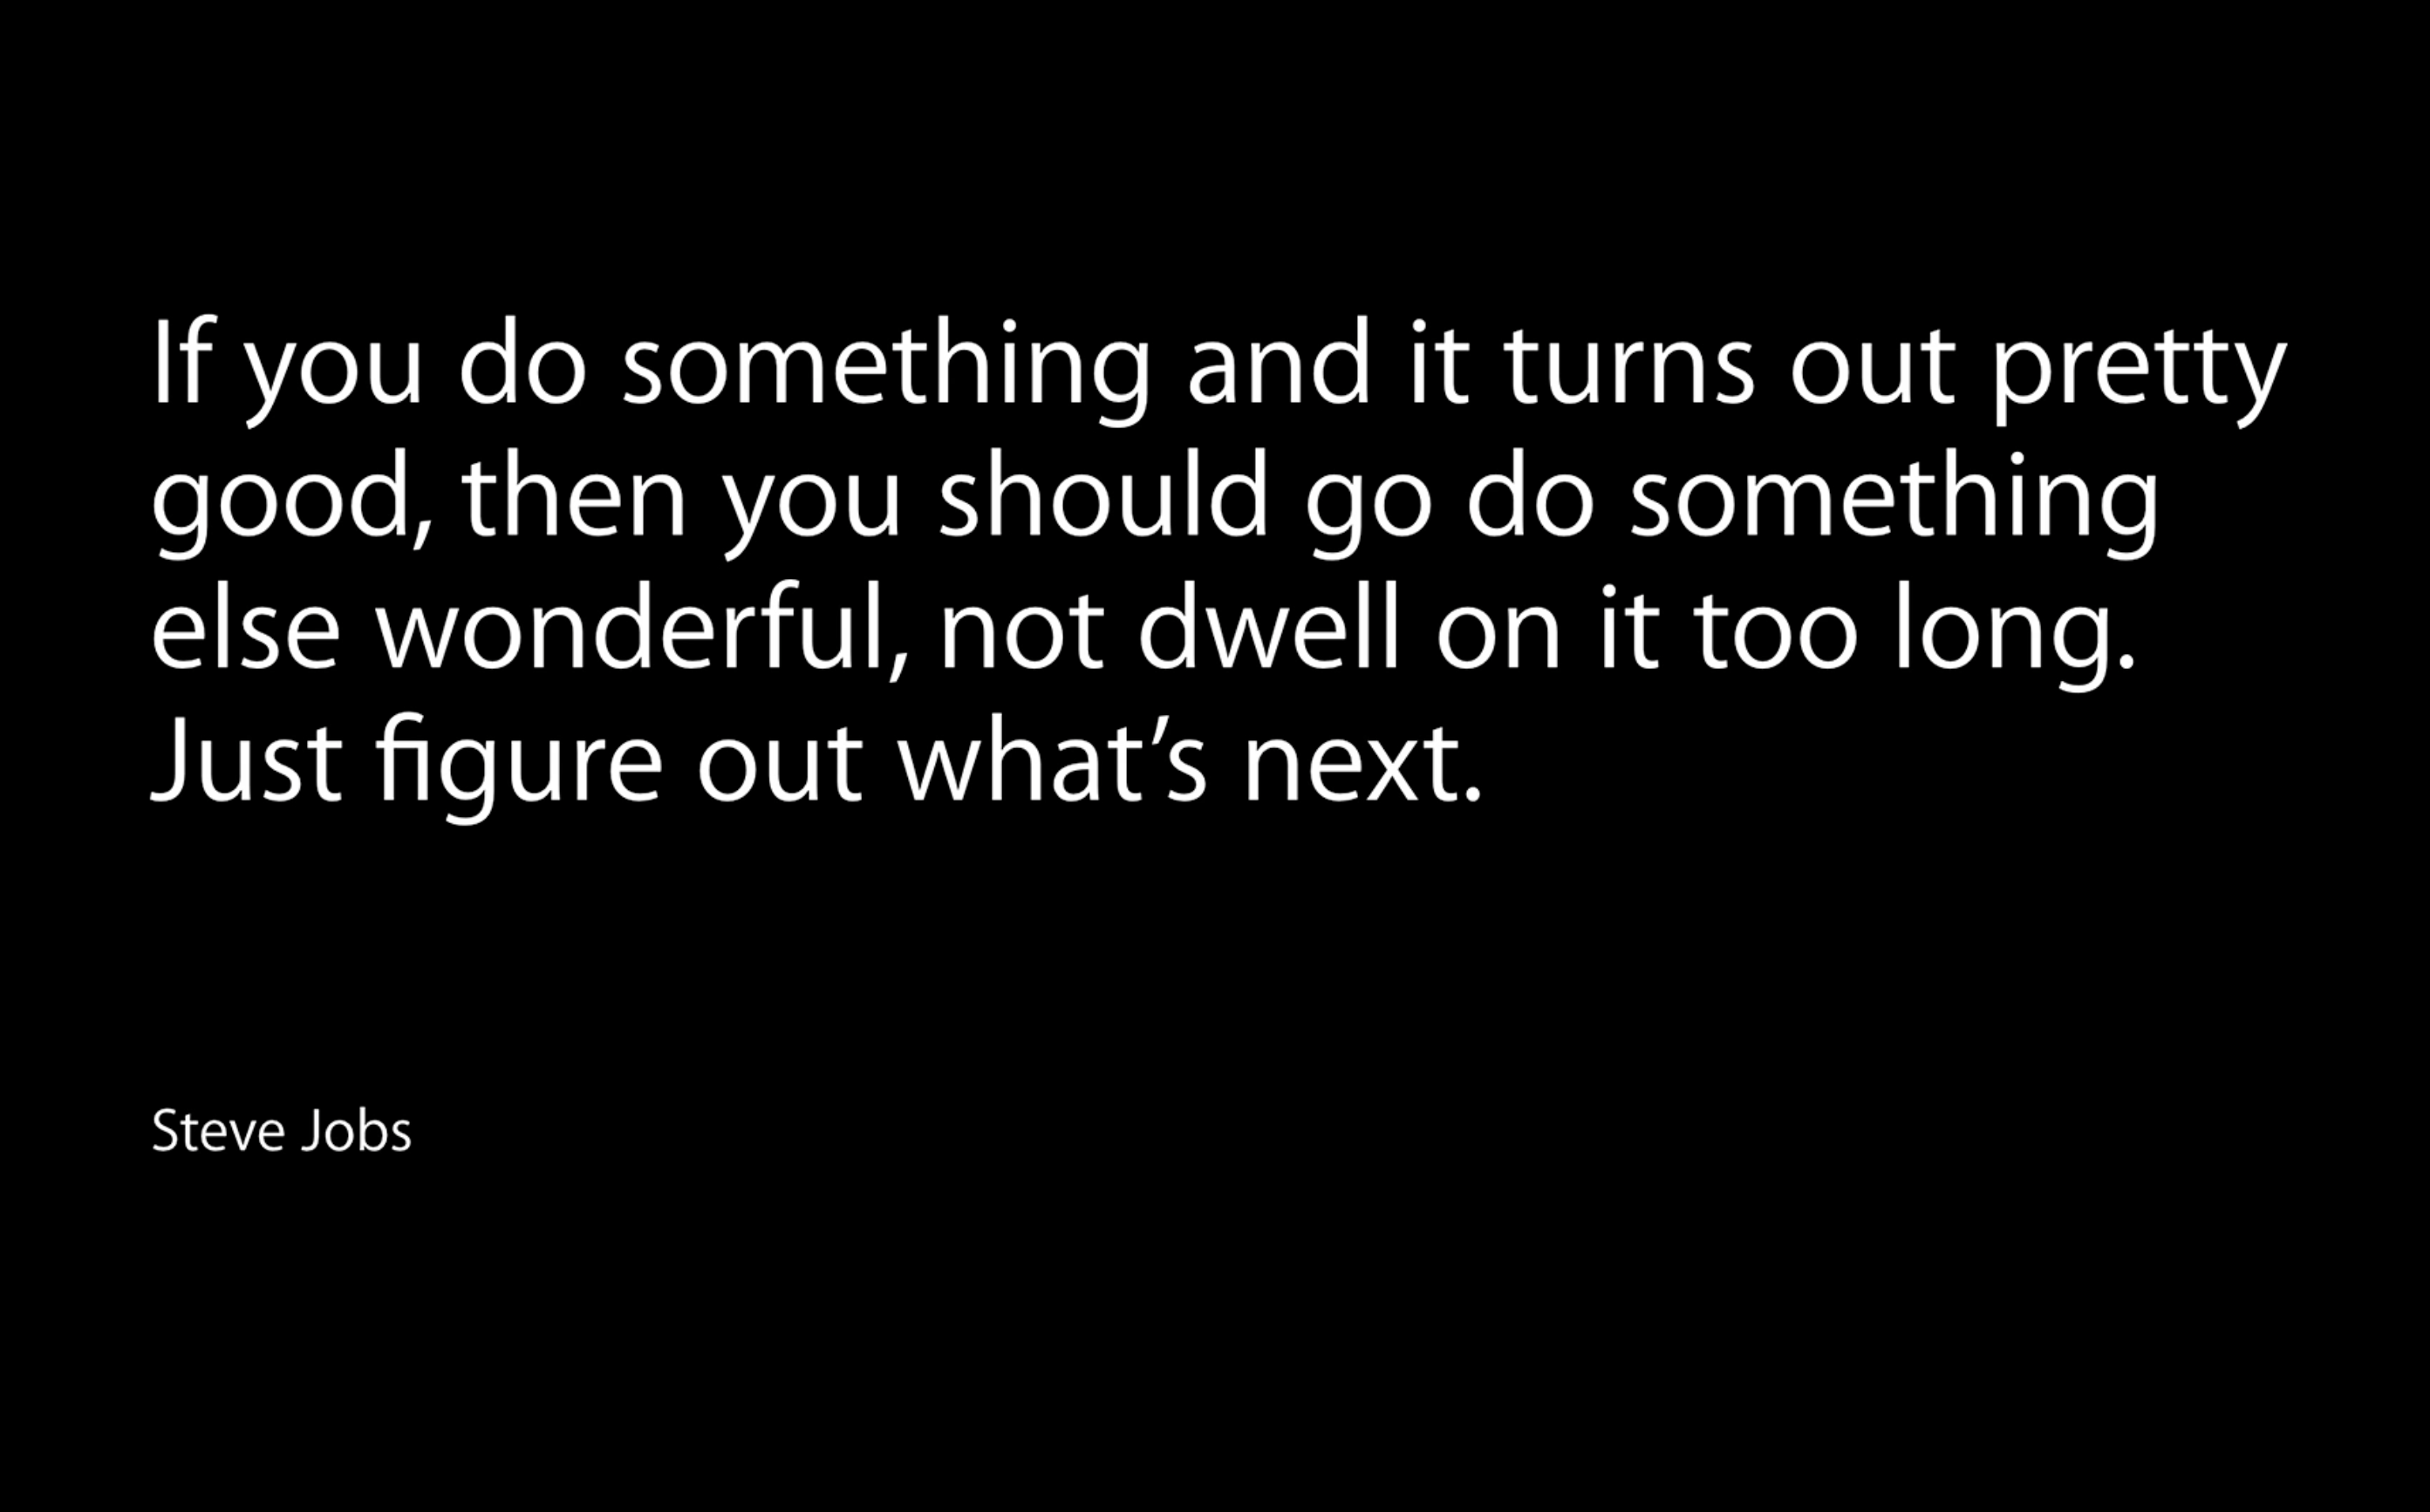 If you do something and it turns out pretty
good, then you should go do something
else wonderful, not dwell on it too long.
Just figure out what’s next.
Steve Jobs